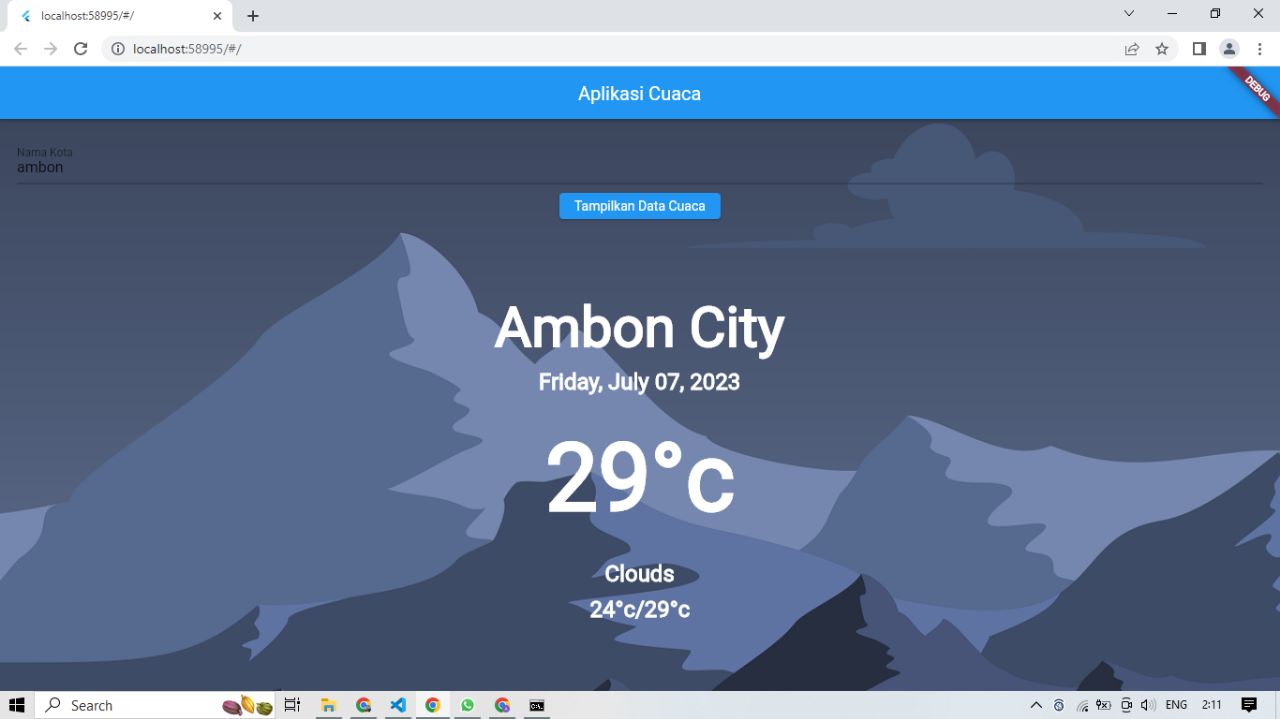 localhost:58995/#/
localhost:58995/#/
Aplikasi Cuaca
DEBUG
Nama Kota
ambon
Tampilkan Data Cuaca
Ambon City
Friday, July 07, 2023
29°c
Clouds
24°c/29°c
Search
ENG
2:11